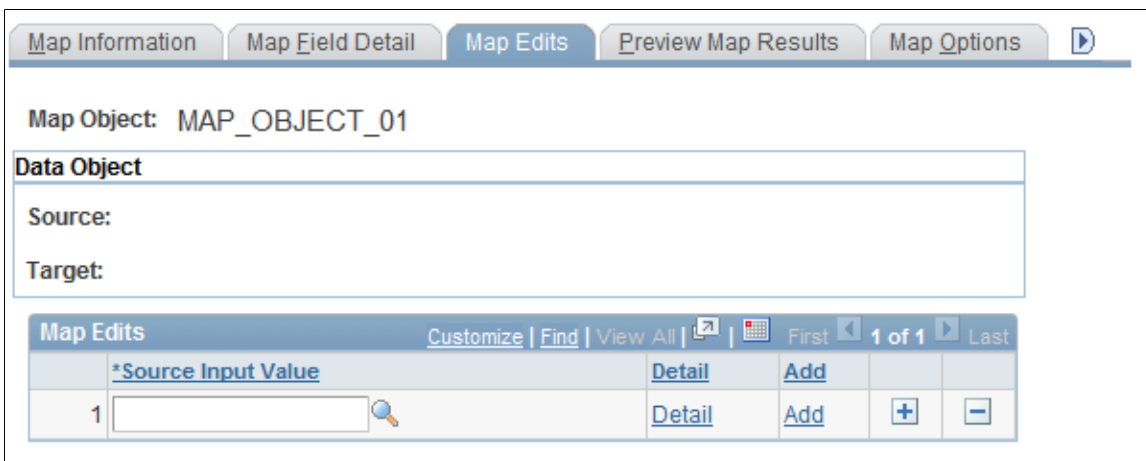 Map Information Map Field Detail Map Edits Preview Map Results Map Options
Map Object: MAP_OBJECT_01
Data Object
Source:
Target:
Map Edits Customize | Find | View All | | First 1 of 1 Last
*Source Input Value Detail Add
1 Detail Add